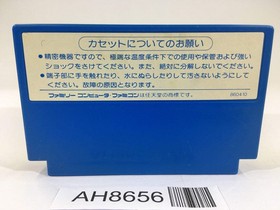 カセットについてのお願い
●精密機器ですので、極端な温度条件下での使用や保管および強い
ショックをさけてください。また、絶対に分解しないでください。
●端子部に手を触れたり、水にぬらしたりして汚さないようにして
ください。故障の原因となります。
ファミリーコンピュータ・ファミコンは任天堂の商標です。
AH8656